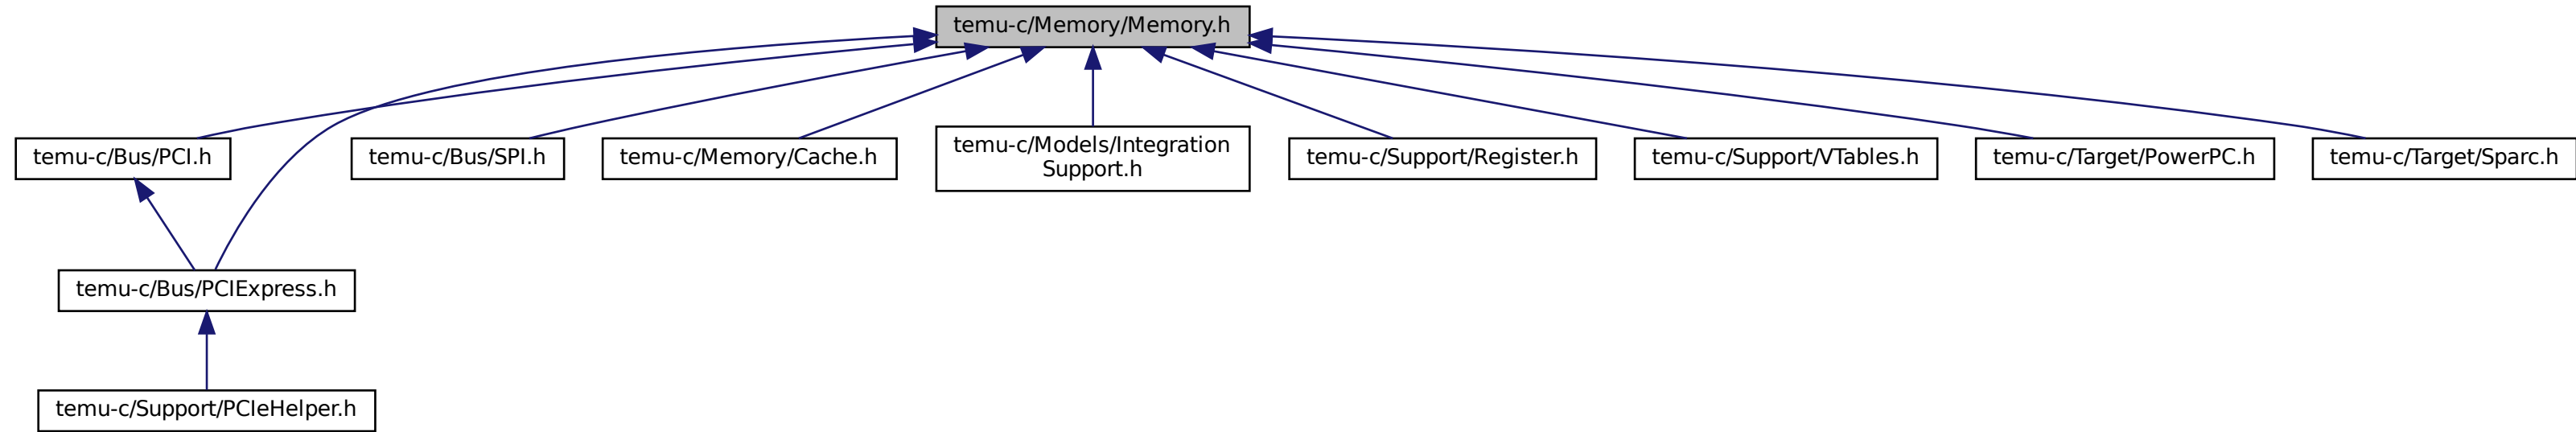 temu-c/Memory/Memory.h
temu-c/Bus/PCI.h
temu-c/Bus/SPI.h
temu-c/Memory/Cache.h
temu-c/Models/Integration
Support.h
temu-c/Support/Register.h
temu-c/Support/VTables.h
temu-c/Target/PowerPC.h
temu-c/Target/Sparc.h
temu-c/Bus/PCIExpress.h
temu-c/Support/PCIeHelper.h